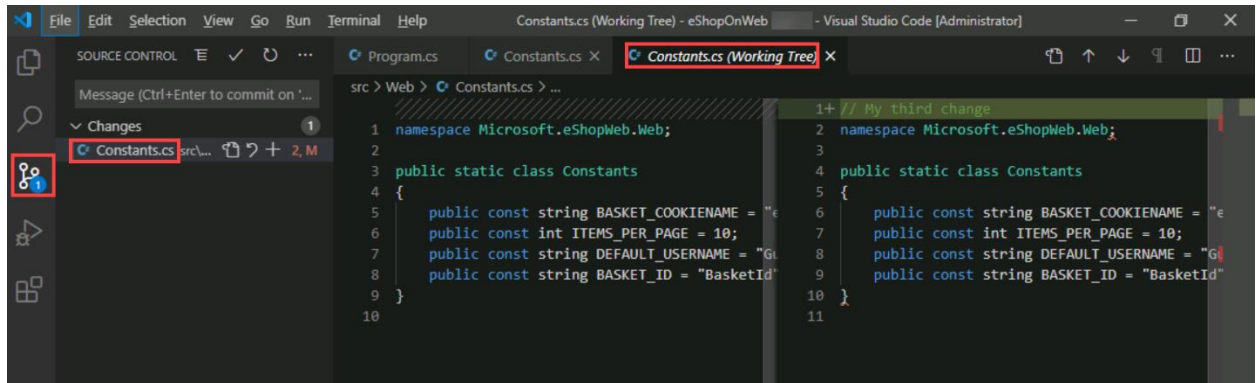 File Edit Selection View Go Run Terminal Help Constants.cs (Working Tree) - eShopOnWeb - Visual Studio Code [Administrator]
SOURCE CONTROL
Program.cs
Constants.cs
Constants.cs (Working Tree)
Message (Ctrl+Enter to commit on '...
src > Web > Constants.cs > ...
Changes 1
Constants.cs src\... 2, M
1
1 namespace Microsoft.eShopWeb.Web;
2
3 public static class Constants
4 {
5 public const string BASKET_COOKIENAME = "e
6 public const int ITEMS_PER_PAGE = 10;
7 public const string DEFAULT_USERNAME = "Gu
8 public const string BASKET_ID = "BasketId"
9 }
10
1+ // My third change
2 namespace Microsoft.eShopWeb.Web;
3
4 public static class Constants
5 {
6 public const string BASKET_COOKIENAME = "e
7 public const int ITEMS_PER_PAGE = 10;
8 public const string DEFAULT_USERNAME = "Gu
9 public const string BASKET_ID = "BasketId"
10 }
11